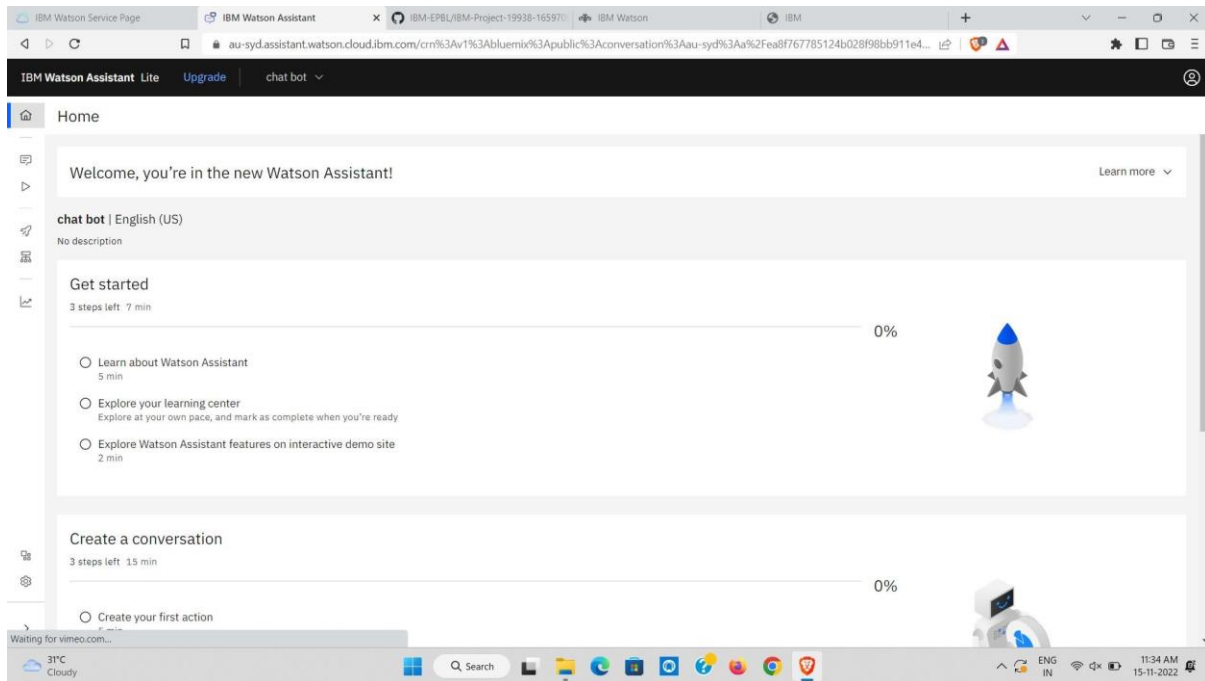 IBM Watson Service Page
IBM Watson Assistant
IBM-EPBL/IBM-Project-19938-16597
IBM Watson
IBM
au-syd.assistant.watson.cloud.ibm.com/crn%3Av1%3Abluemix%3Apublic%3Aconversation%3Aau-syd%3Aa%2Fea8f767785124b028f98bb911e4...
IBM Watson Assistant Lite Upgrade chat bot
Home
Welcome, you're in the new Watson Assistant!
Learn more
chat bot | English (US)
No description
Get started
3 steps left 7 min
0%
Learn about Watson Assistant
5 min
Explore your learning center
Explore at your own pace, and mark as complete when you're ready
Explore Watson Assistant features on interactive demo site
2 min
Create a conversation
3 steps left 15 min
0%
Create your first action
Waiting for vimeo.com...
31°C
Cloudy
Search
ENG
IN
11:34 AM
15-11-2022